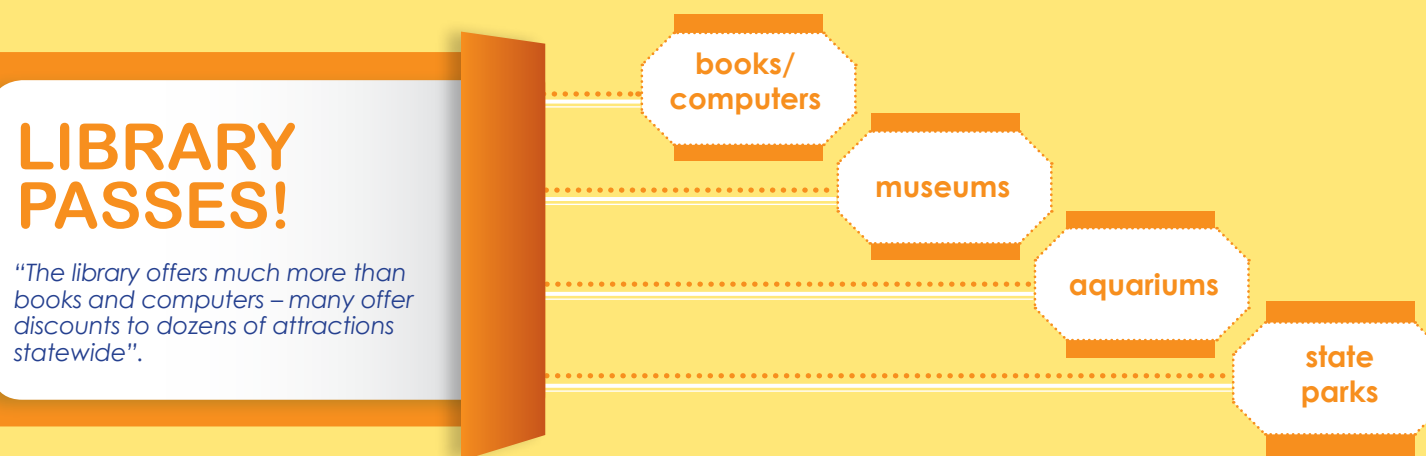 LIBRARY
PASSES!
“The library offers much more than
books and computers – many offer
discounts to dozens of attractions
statewide”.
books/
computers
museums
aquariums
state
parks